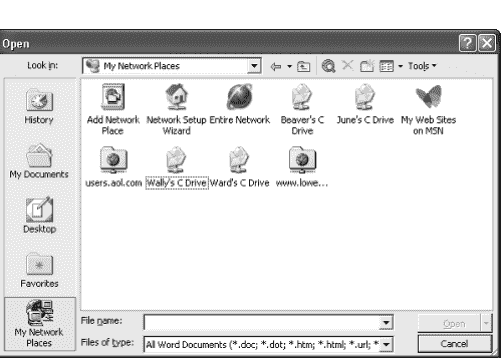 Open
Look in:
My Network Places
Tools
History
My Documents
Desktop
Favorites
My Network
Places
Add Network
Place
Network Setup
Wizard
Entire Network
Beaver's C
Drive
June's C Drive
My Web Sites
on MSN
users.aol.com
Wally's C Drive
Ward's C Drive
www.lowe...
File name:
Open
Files of type:
All Word Documents (*.doc; *.dot; *.htm; *.html; *.url; *
Cancel